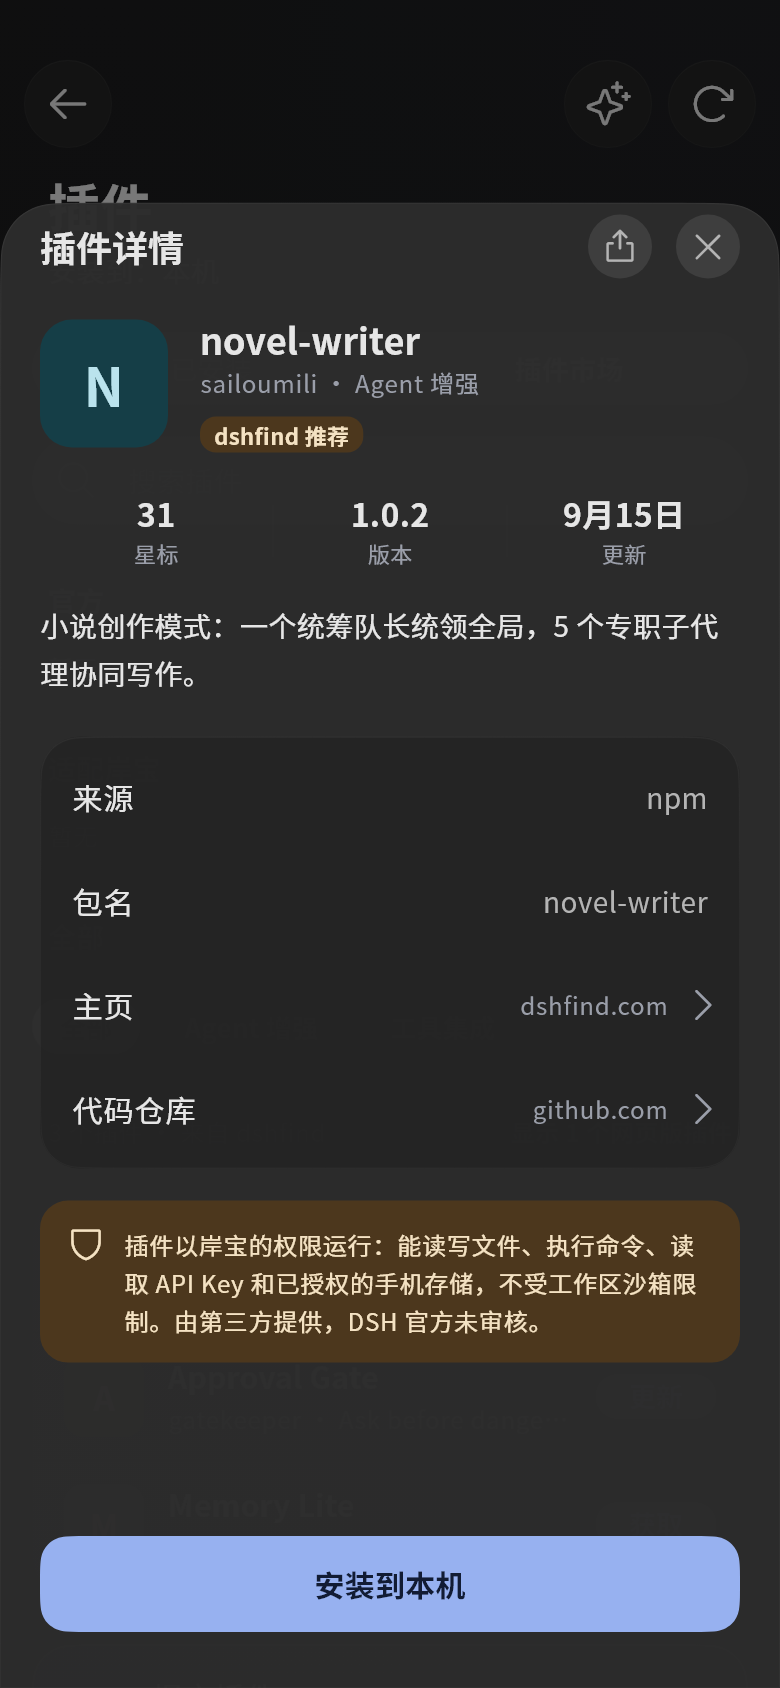 插件
插件详情
N
novel-writer
sailoumili · Agent 增强
dshfind 推荐
31
1.0.2
9月15日
星标
版本
更新
小说创作模式：一个统筹队长统领全局，5 个专职子代
理协同写作。
来源
npm
包名
novel-writer
主页
dshfind.com
代码仓库
github.com
插件以岸宝的权限运行：能读写文件、执行命令、读
取 API Key 和已授权的手机存储，不受工作区沙箱限
制。由第三方提供，DSH 官方未审核。
Approval Gate
Memory Lite
安装到本机